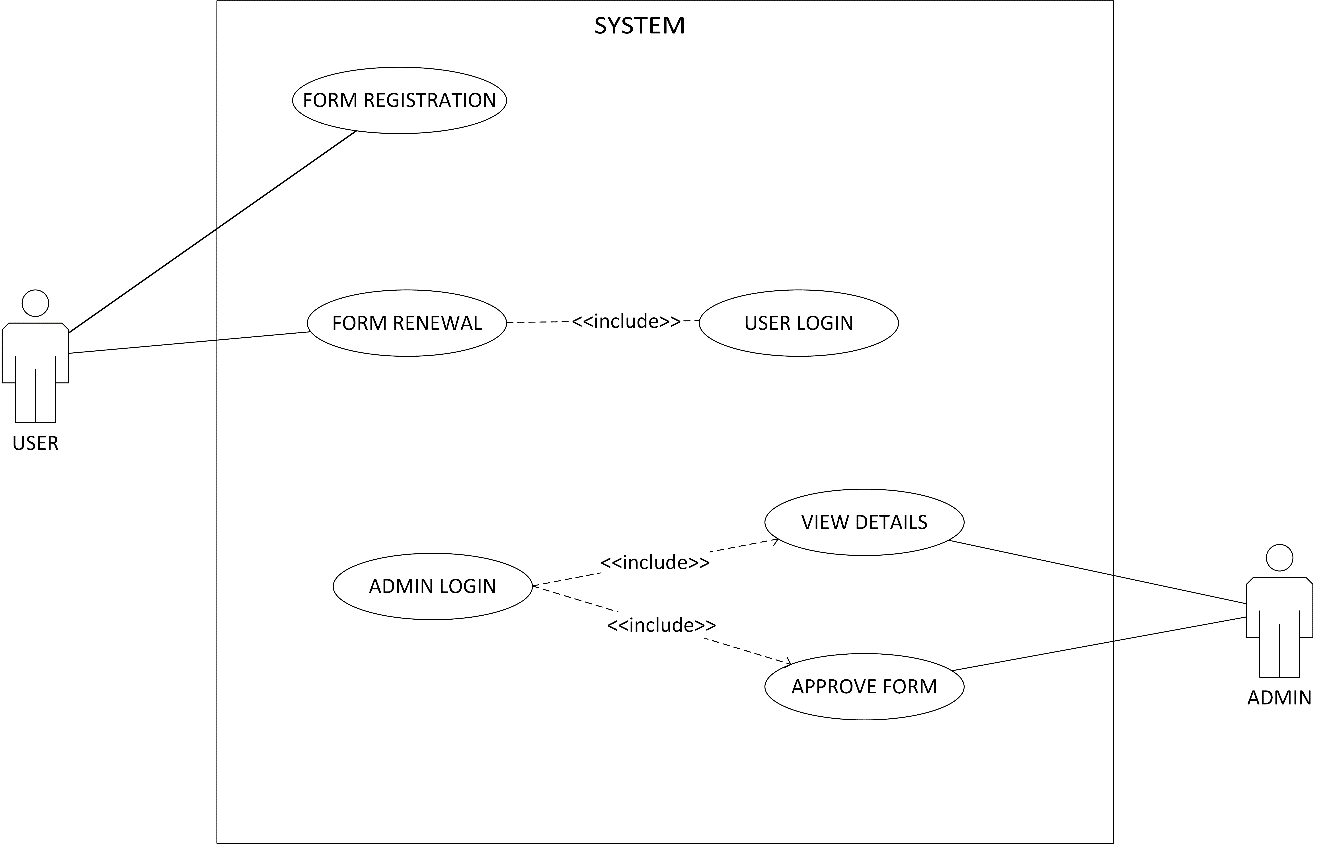 SYSTEM
FORM REGISTRATION
FORM RENEWAL
<<include>>
USER LOGIN
USER
VIEW DETAILS
<<include>>
ADMIN LOGIN
<<include>>
APPROVE FORM
ADMIN